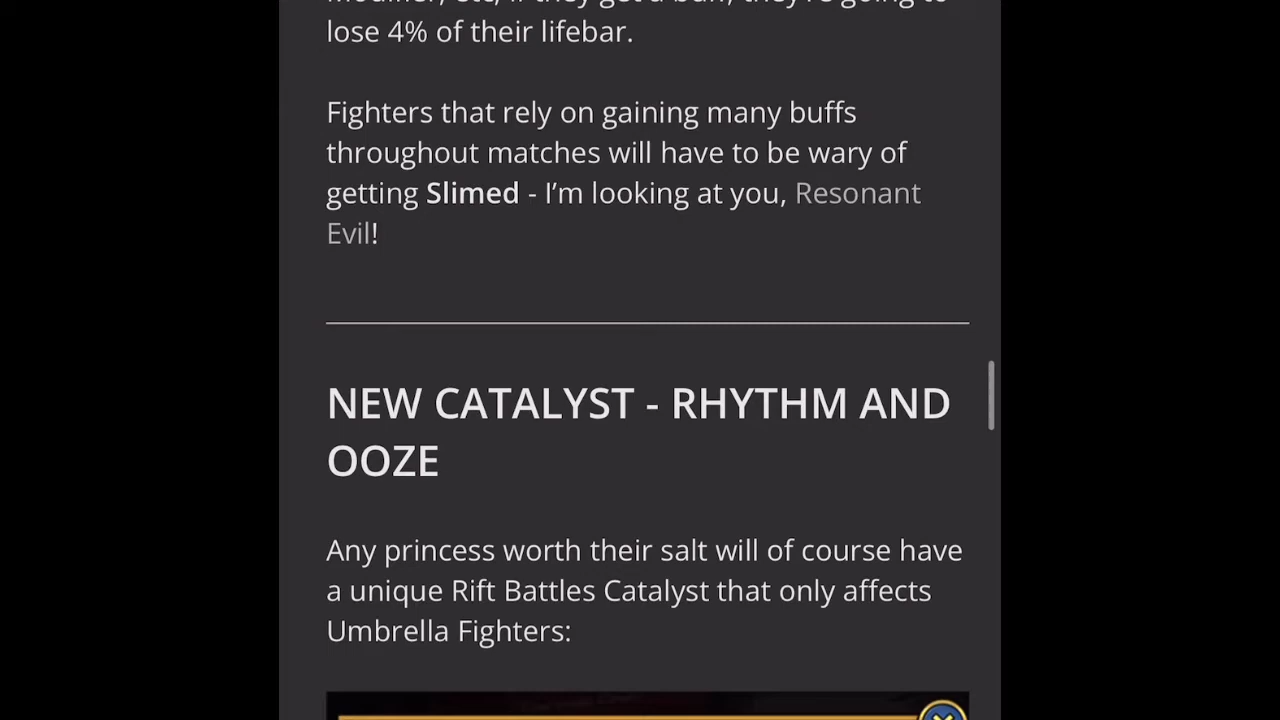 lose 4% of their lifebar.
Fighters that rely on gaining many buffs
throughout matches will have to be wary of
getting Slimed - I’m looking at you, Resonant
Evil!
NEW CATALYST - RHYTHM AND
OOZE
Any princess worth their salt will of course have
a unique Rift Battles Catalyst that only affects
Umbrella Fighters: